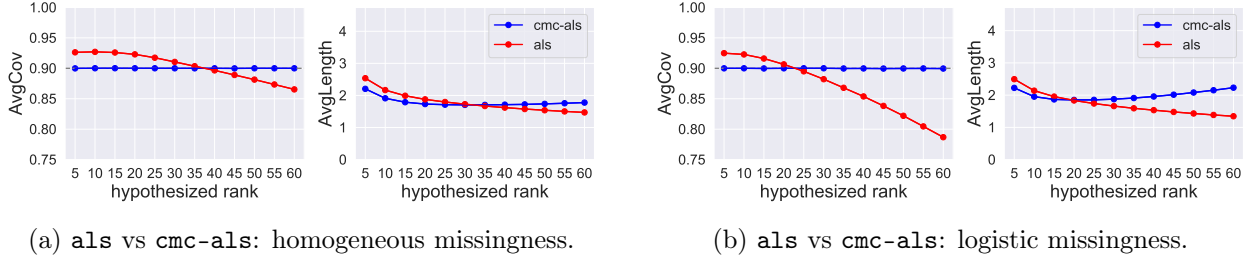 1.00
0.95
0.90
0.85
0.80
0.75
AvgCov
5 10 15 20 25 30 35 40 45 50 55 60
hypothesized rank
4
3
2
1
0
AvgLength
cmc-als
als
5 10 15 20 25 30 35 40 45 50 55 60
hypothesized rank
(a) als vs cmc-als: homogeneous missingness.
1.00
0.95
0.90
0.85
0.80
0.75
AvgCov
5 10 15 20 25 30 35 40 45 50 55 60
hypothesized rank
4
3
2
1
0
AvgLength
cmc-als
als
5 10 15 20 25 30 35 40 45 50 55 60
hypothesized rank
(b) als vs cmc-als: logistic missingness.